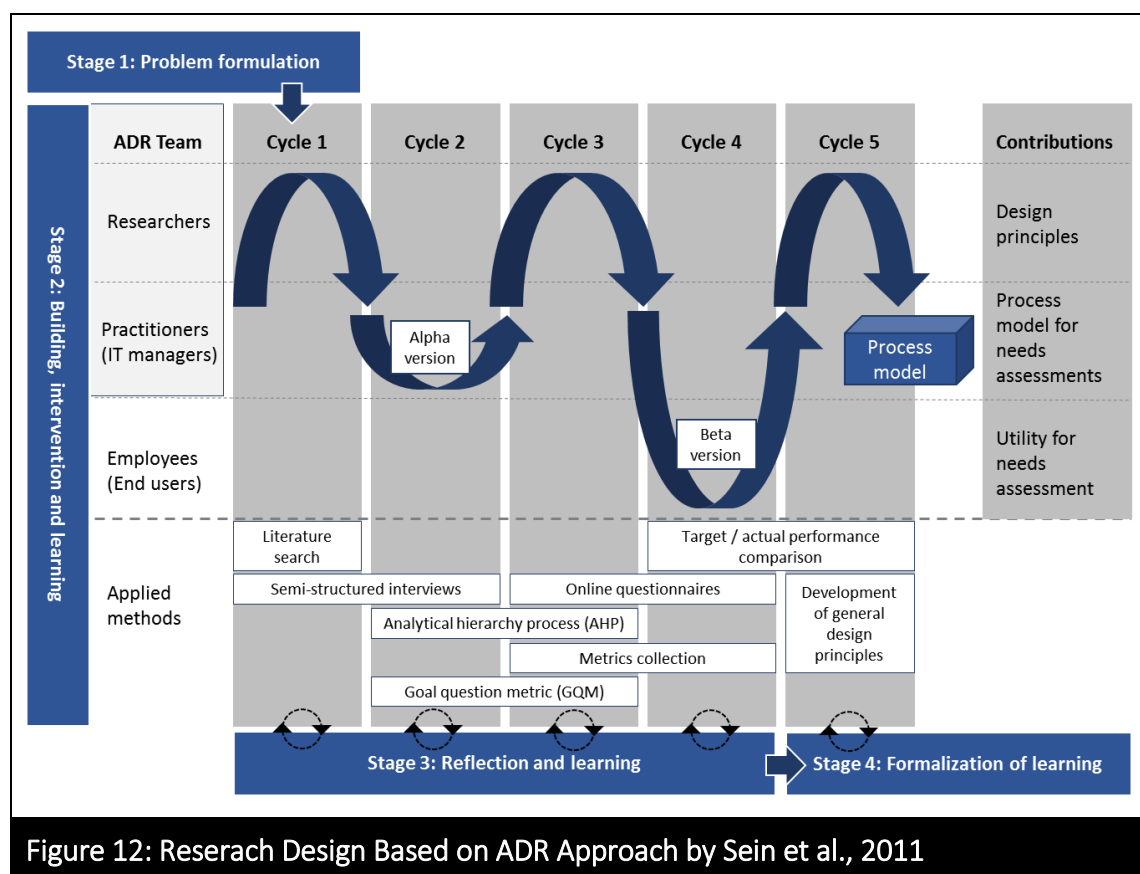 Stage 1: Problem formulation
ADR Team
Cycle 1
Cycle 2
Cycle 3
Cycle 4
Cycle 5
Contributions
Stage 2: Building, intervention and learning
Researchers
Design
principles
Practitioners
(IT managers)
Alpha
version
Process
model
Process
model for
needs
assessments
Employees
(End users)
Beta
version
Utility for
needs
assessment
Applied
methods
Literature
search
Target / actual performance
comparison
Semi-structured interviews
Online questionnaires
Development
of general
design
principles
Analytical hierarchy process (AHP)
Metrics collection
Goal question metric (GQM)
Stage 3: Reflection and learning
Stage 4: Formalization of learning
Figure 12: Reserach Design Based on ADR Approach by Sein et al., 2011